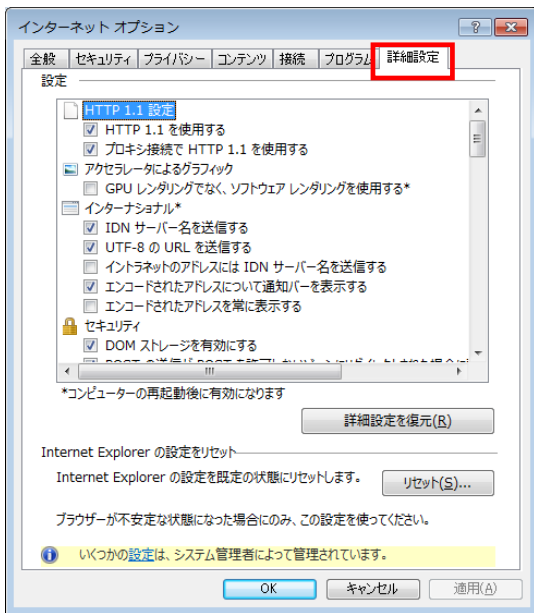 インターネット オプション
全般 セキュリティ プライバシー コンテンツ 接続 プログラム 詳細設定
設定
HTTP 1.1 設定
HTTP 1.1 を使用する
プロキシ接続で HTTP 1.1 を使用する
アクセラレータによるグラフィック
GPU レンダリングでなく、ソフトウェア レンダリングを使用する*
インターナショナル*
IDN サーバー名を送信する
UTF-8 の URL を送信する
イントラネットのアドレスには IDN サーバー名を送信する
エンコードされたアドレスについて通知バーを表示する
エンコードされたアドレスを常に表示する
セキュリティ
DOM ストレージを有効にする
*コンピューターの再起動後に有効になります
詳細設定を復元(R)
Internet Explorer の設定をリセット
Internet Explorer の設定を既定の状態にリセットします。
リセット(S)...
ブラウザーが不安定な状態になった場合にのみ、この設定を使ってください。
いくつかの設定は、システム管理者によって管理されています。
OK キャンセル 適用(A)